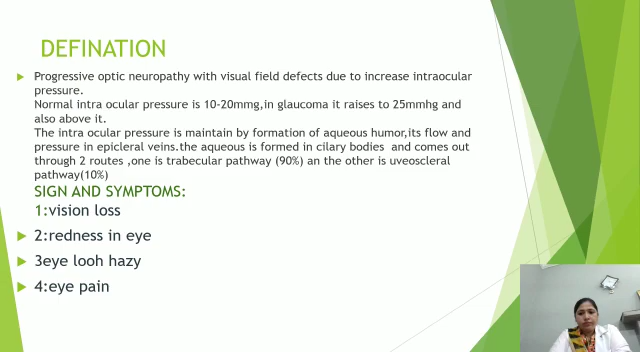 DEFINATION
Progressive optic neuropathy with visual field defects due to increase intraocular
pressure.
Normal intra ocular pressure is 10-20mmg,in glaucoma it raises to 25mmhg and
also above it.
The intra ocular pressure is maintain by formation of aqueous humor,its flow and
pressure in epicleral veins.the aqueous is formed in cilary bodies and comes out
through 2 routes ,one is trabecular pathway (90%) an the other is uveoscleral
pathway(10%)
SIGN AND SYMPTOMS:
1:vision loss
2:redness in eye
3eye looh hazy
4:eye pain